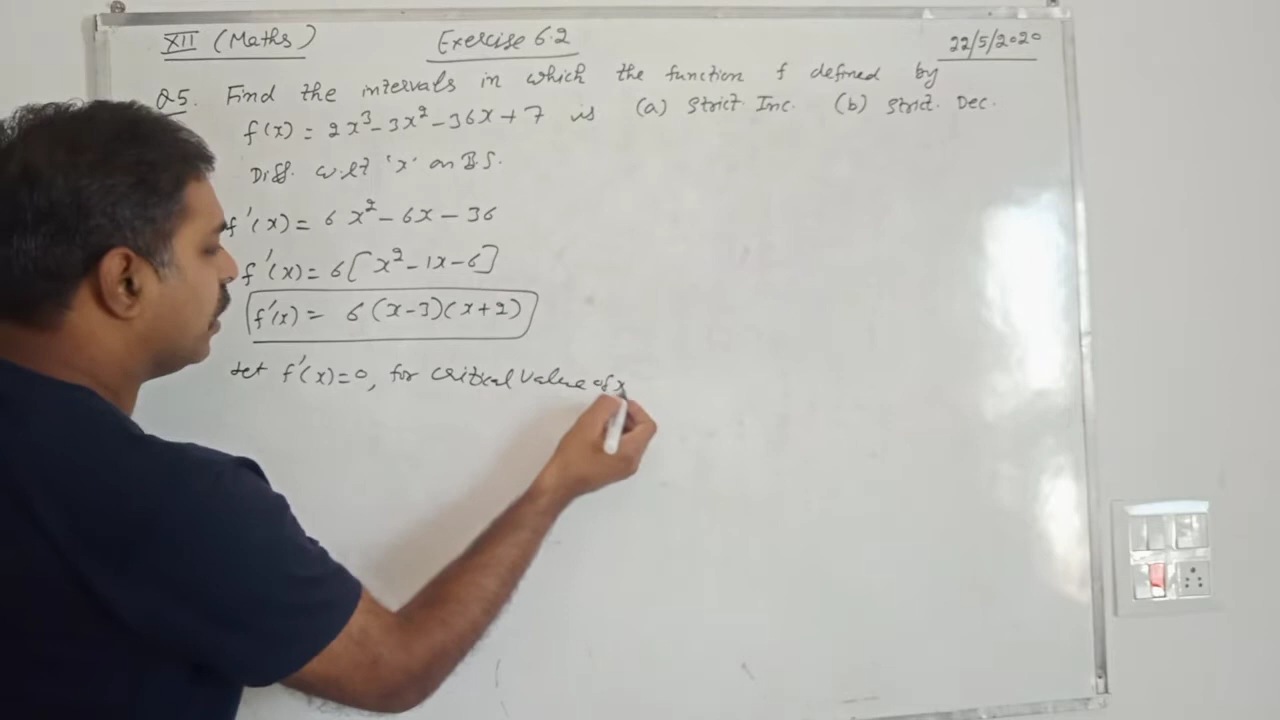 XII (Maths)
Exercise 6.2
22/5/2020
Q5. Find the intervals in which the function f defined by
f(x) = 2x³-3x²-36x+7 is (a) Strict. Inc. (b) Strict. Dec.
Diff. w.r.t 'x' on B.S.
f'(x) = 6x²-6x-36
f'(x) = 6[x²-1x-6]
f'(x) = 6(x-3)(x+2)
Let f'(x)=0, for critical value of x